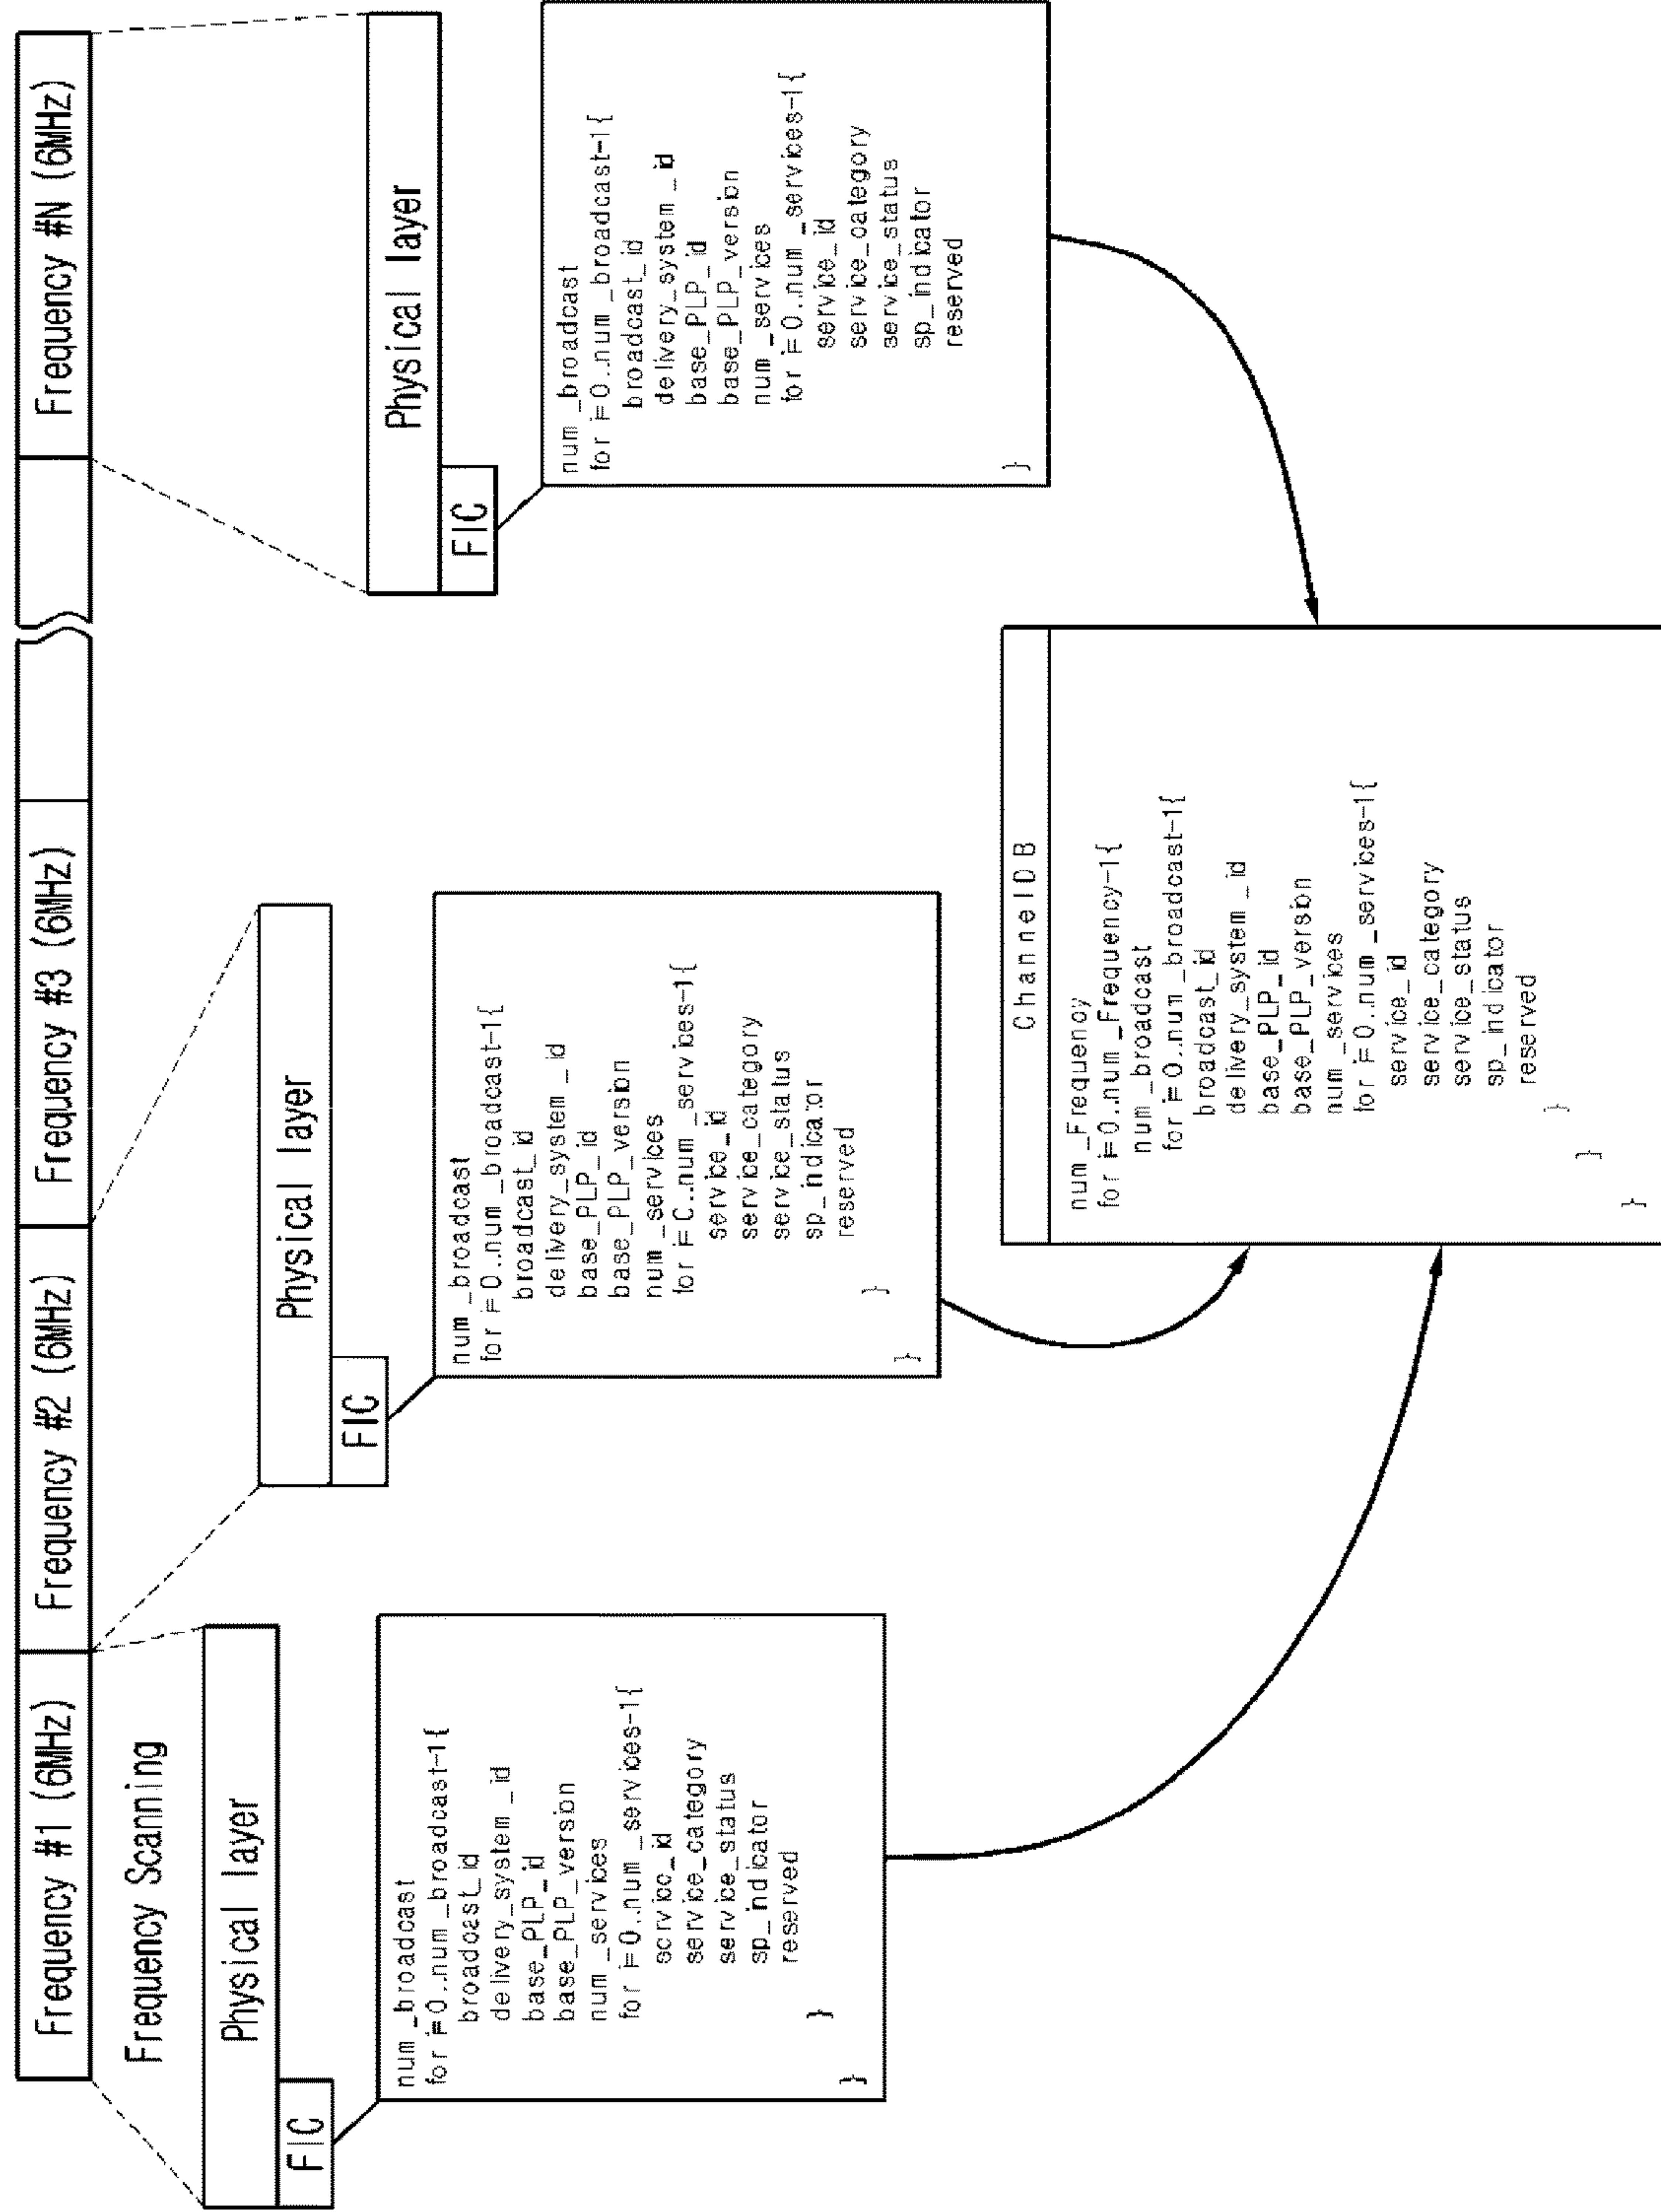 Frequency #1 (6MHz)
Frequency #2 (6MHz)
Frequency #3 (6MHz)
Frequency #N (6MHz)
Frequency Scanning
Physical layer
FIC
num_broadcast
for i=0..num_broadcast-1{
broadcast_id
delivery_system_id
base_PLP_id
base_PLP_version
num_services
for i=0..num_services-1{
service_id
service_category
service_status
sp_indicator
reserved
}
}
Physical layer
FIC
num_broadcast
for i=0..num_broadcast-1{
broadcast_id
delivery_system_id
base_PLP_id
base_PLP_version
num_services
for i=C..num_services-1{
service_id
service_category
service_status
sp_indicator
reserved
}
}
Physical layer
FIC
num_broadcast
for i=0..num_broadcast-1{
broadcast_id
delivery_system_id
base_PLP_id
base_PLP_version
num_services
for i=0..num_services-1{
service_id
service_category
service_status
sp_indicator
reserved
}
ChannelDB
num_Frequency
for i=0..num_Frequency-1{
num_broadcast
for i=0..num_broadcast-1{
broadcast_id
delivery_system_id
base_PLP_id
base_PLP_version
num_services
for i=0..num_services-1{
service_id
service_category
service_status
sp_indicator
reserved
}
}
}